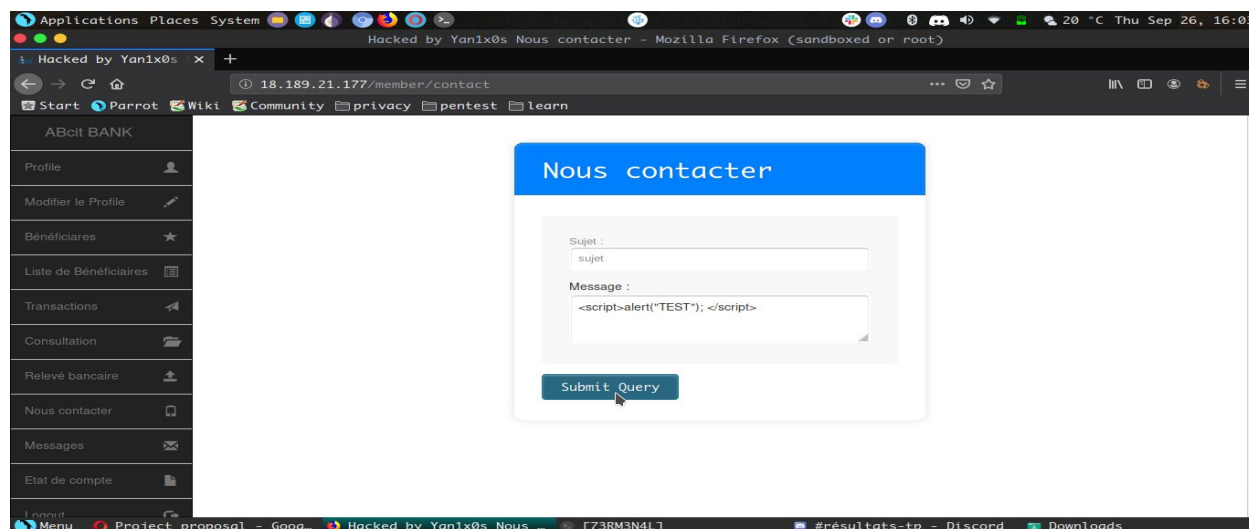 Applications Places System 20 °C Thu Sep 26, 16:03
Hacked by Yan1x0s Nous contacter - Mozilla Firefox (sandboxed or root)
Hacked by Yan1x0s × +
18.189.21.177/member/contact
Start Parrot Wiki Community privacy pentest learn
ABcit BANK
Profile
Modifier le Profile
Bénéficiares
Liste de Bénéficiaires
Transactions
Consultation
Relevé bancaire
Nous contacter
Messages
Etat de compte
Logout
Nous contacter
Sujet :
sujet
Message :
<script>alert("TEST"); </script>
Submit Query
Menu Project proposal - Goog… Hacked by Yan1x0s Nous … [73RM3N4L] #résultats-tp - Discord Downloads